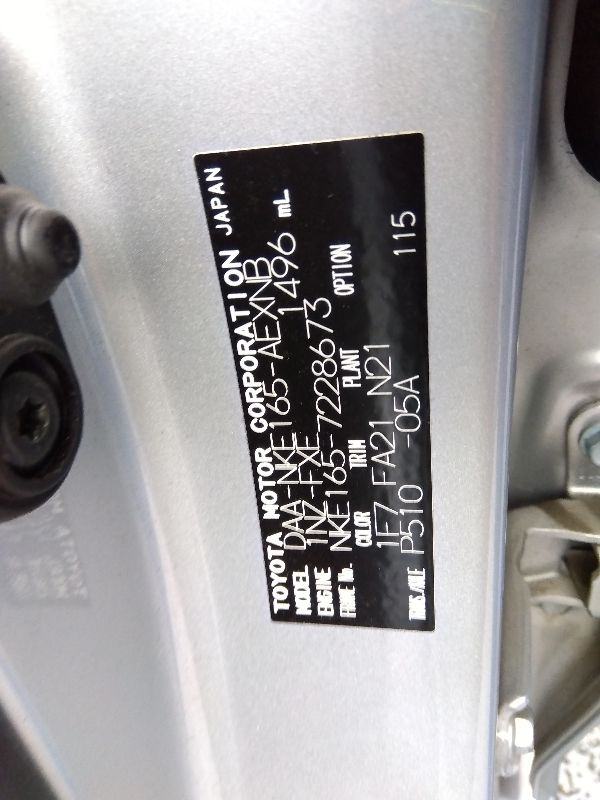 TOYOTA MOTOR CORPORATION JAPAN
MODEL DAA-NKE165-AEXNB
ENGINE 1NZ-FXE 1496 mL
FRAME No. NKE165-7228673
COLOR TRIM PLANT OPTION
1F7 FA21 N21
TRANS./AXLE P510 -05A 115